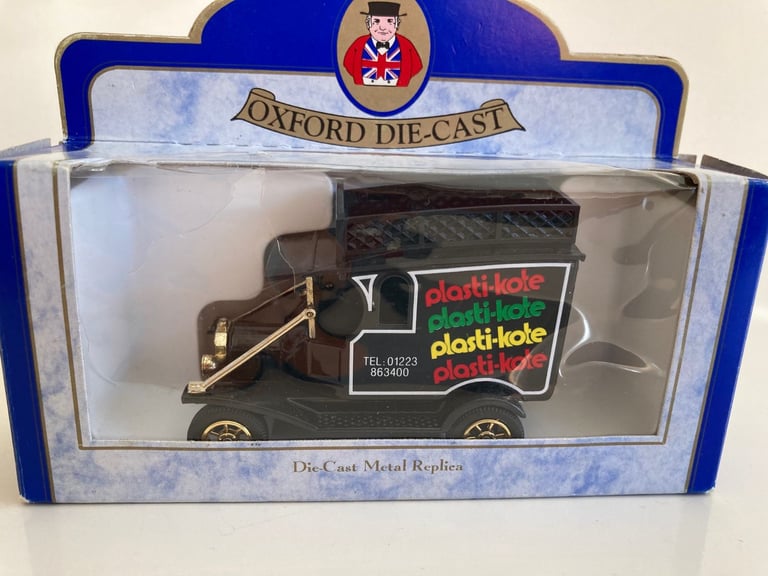 OXFORD DIE-CAST
plasti-kote
plasti-kote
plasti-kote
plasti-kote
TEL: 01223
863400
Die-Cast Metal Replica